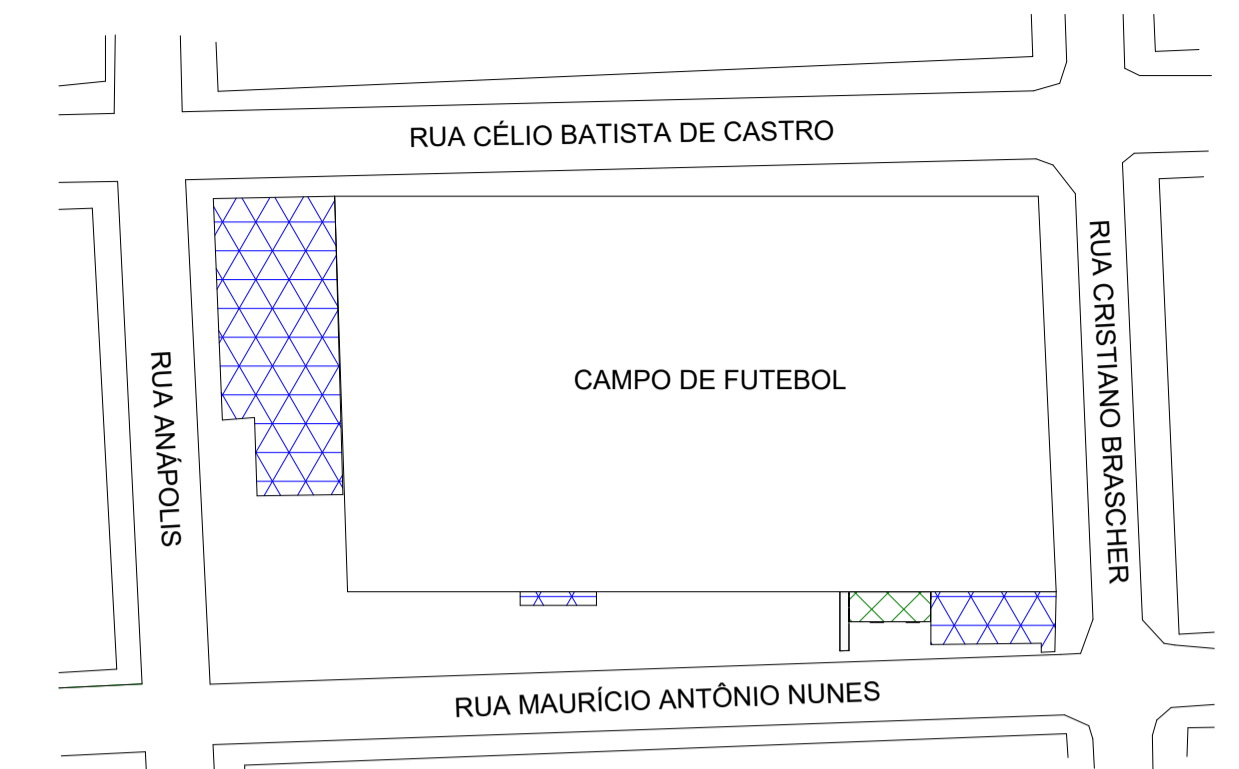 RUA CÉLIO BATISTA DE CASTRO
RUA CRISTIANO BRASCHER
RUA ANÁPOLIS
CAMPO DE FUTEBOL
RUA MAURÍCIO ANTÔNIO NUNES